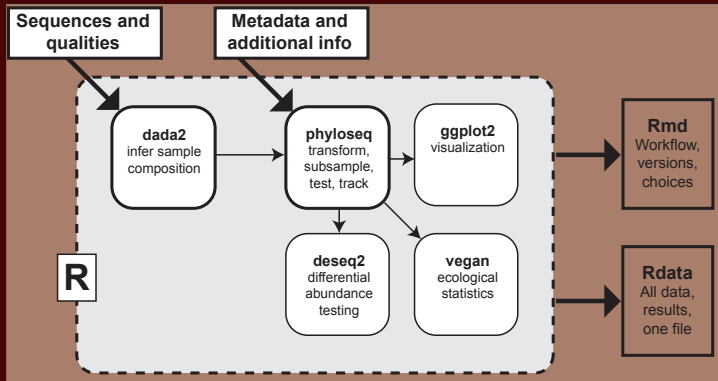 Sequences and
qualities
Metadata and
additional info
dada2
infer sample
composition
phyloseq
transform,
subsample,
test, track
ggplot2
visualization
Rmd
Workflow,
versions,
choices
R
deseq2
differential
abundance
testing
vegan
ecological
statistics
Rdata
All data,
results,
one file